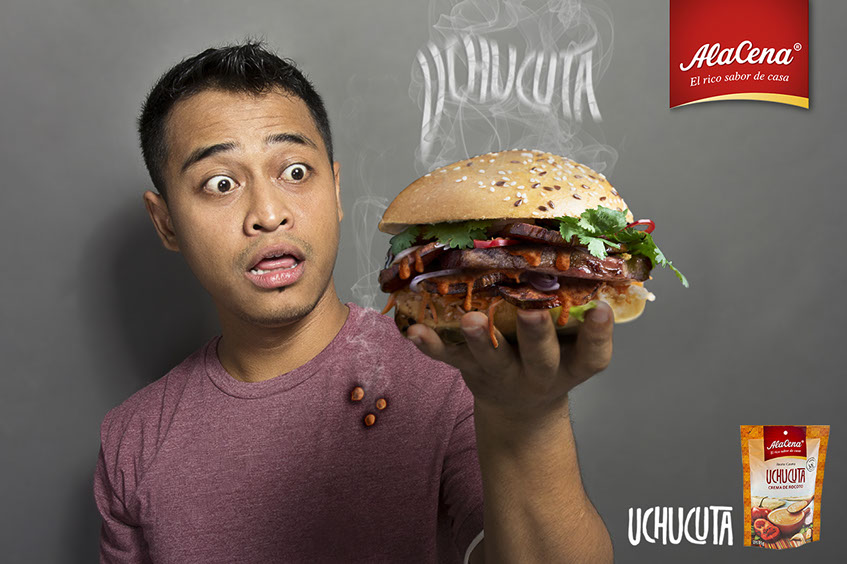 UCHUCUTA
AlaCena®
El rico sabor de casa
UCHUCUTA
AlaCena
El rico sabor de casa
UCHUCUTA
CREMA DE ROCOTO